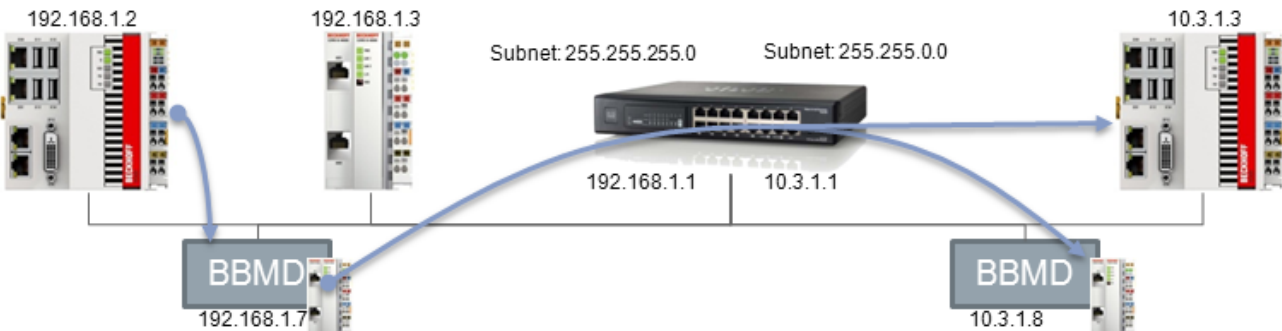 192.168.1.2
192.168.1.3
10.3.1.3
Subnet: 255.255.255.0
Subnet: 255.255.0.0
BECKHOFF
BECKHOFF
192.168.1.1
10.3.1.1
BBMD
BBMD
192.168.1.7
10.3.1.8